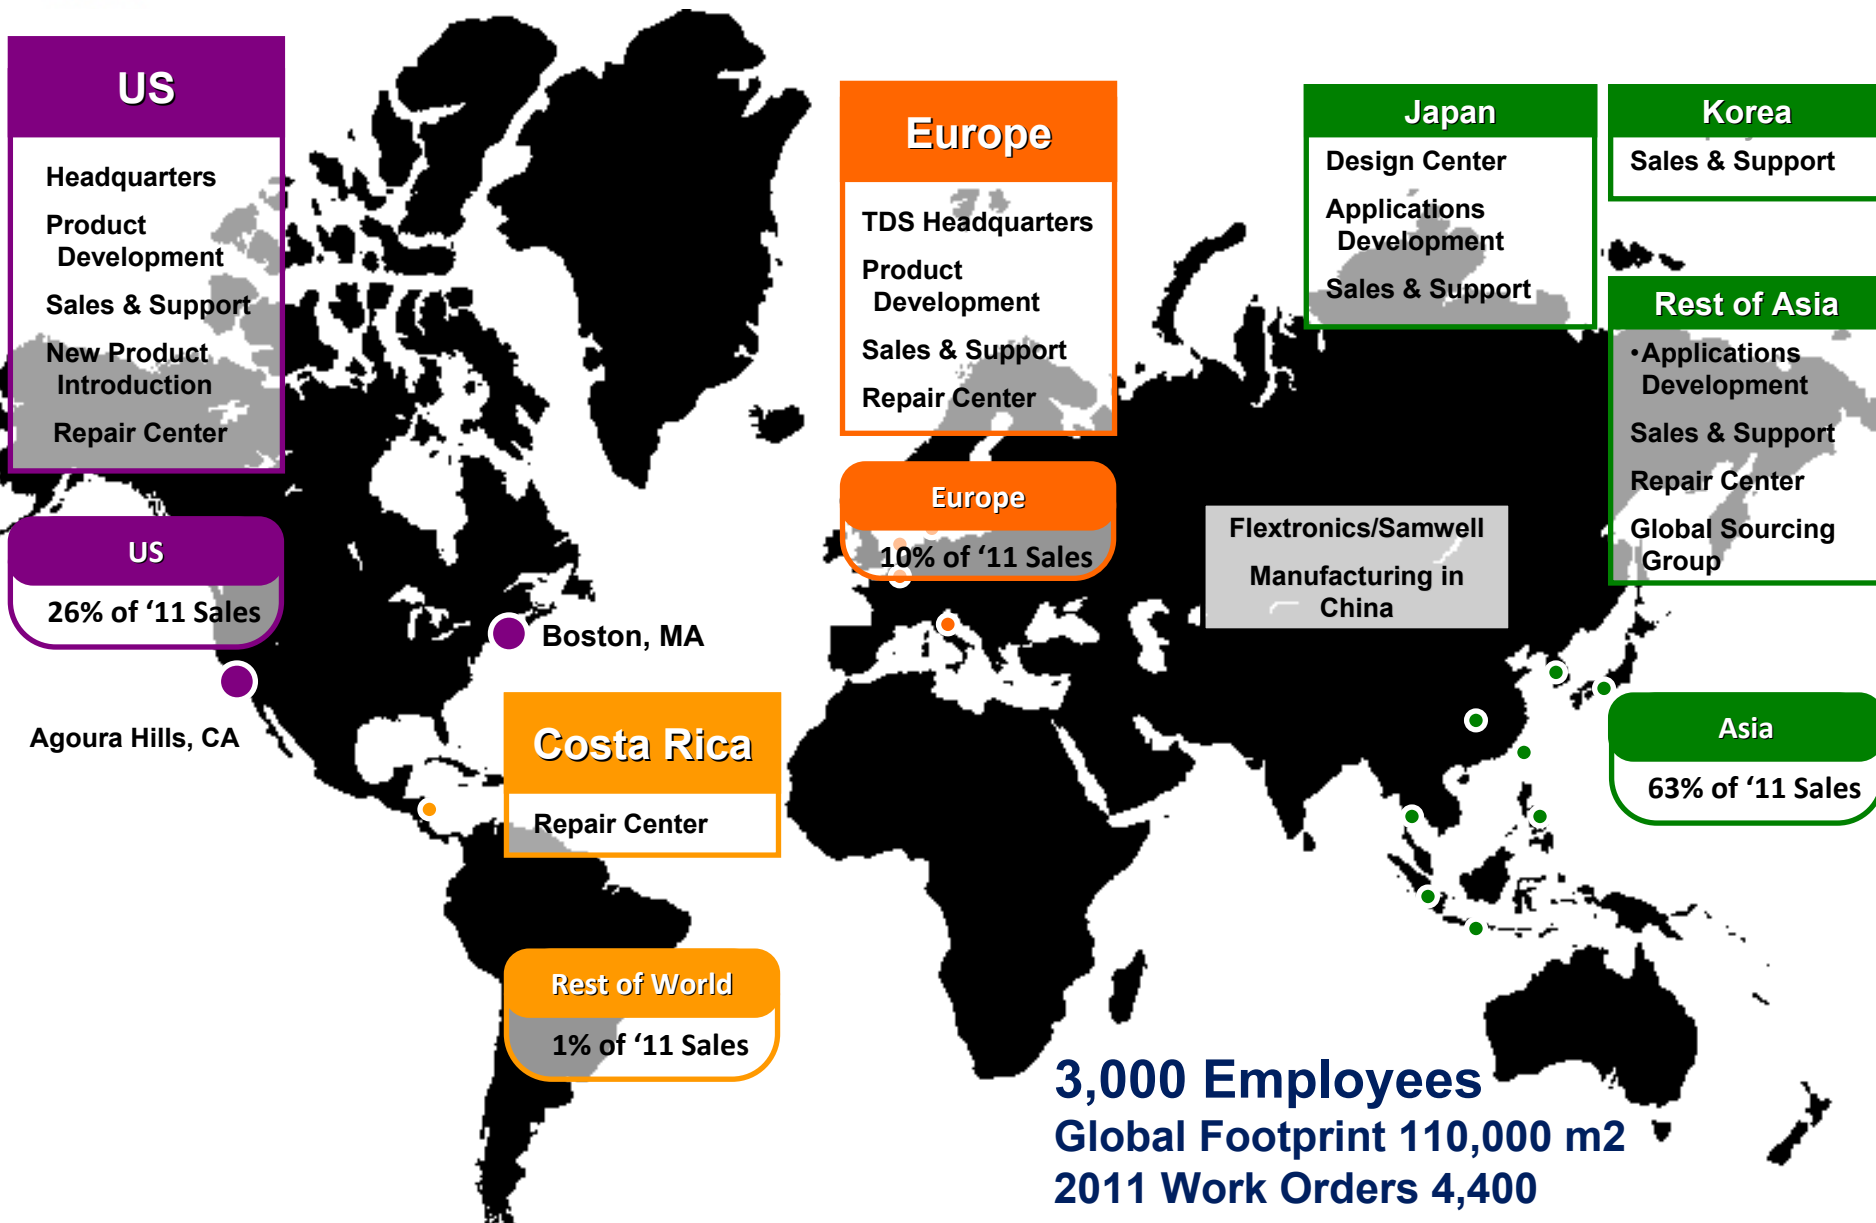 US
Headquarters
Product
Development
Sales & Support
New Product
Introduction
Repair Center
US
26% of ‘11 Sales
Agoura Hills, CA
Boston, MA
Costa Rica
Repair Center
Rest of World
1% of ‘11 Sales
Europe
TDS Headquarters
Product
Development
Sales & Support
Repair Center
Europe
10% of ‘11 Sales
Flextronics/Samwell
Manufacturing in
China
Japan
Design Center
Applications
Development
Sales & Support
Korea
Sales & Support
Rest of Asia
•Applications
Development
Sales & Support
Repair Center
Global Sourcing
Group
Asia
63% of ‘11 Sales
3,000 Employees
Global Footprint 110,000 m2
2011 Work Orders 4,400